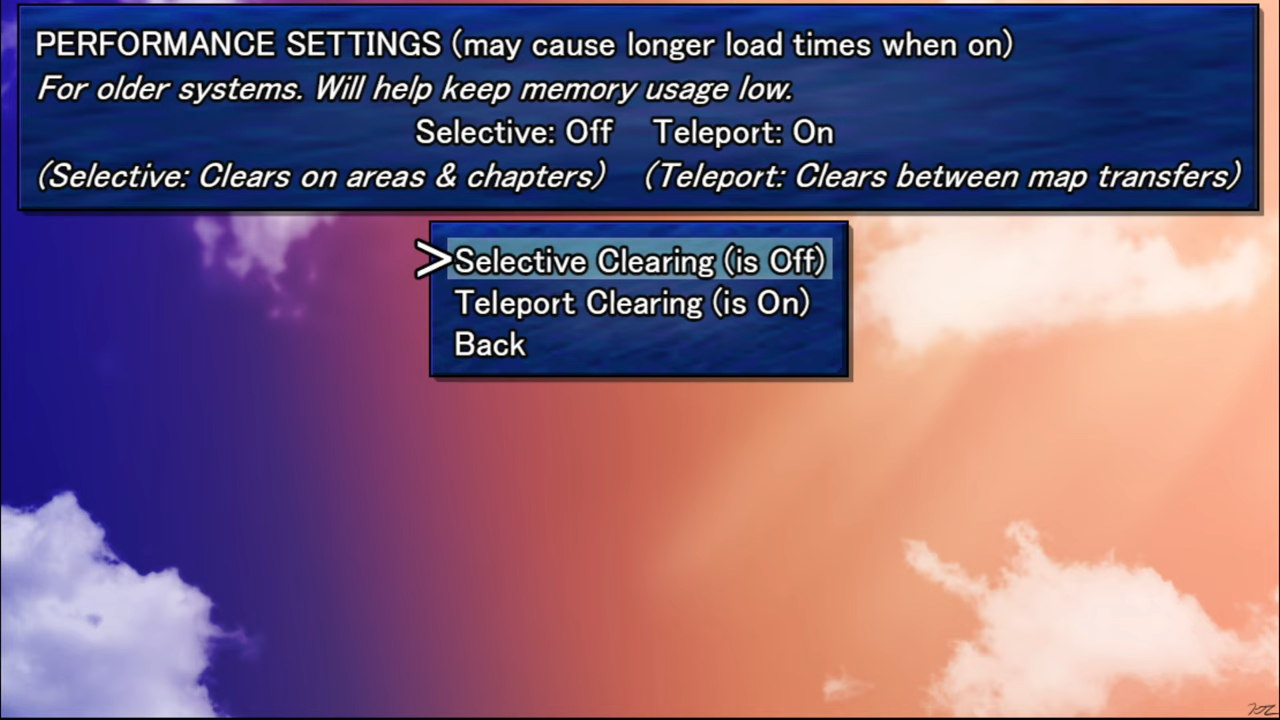 PERFORMANCE SETTINGS (may cause longer load times when on)
For older systems. Will help keep memory usage low.
Selective: Off Teleport: On
(Selective: Clears on areas & chapters) (Teleport: Clears between map transfers)
>Selective Clearing (is Off)
Teleport Clearing (is On)
Back